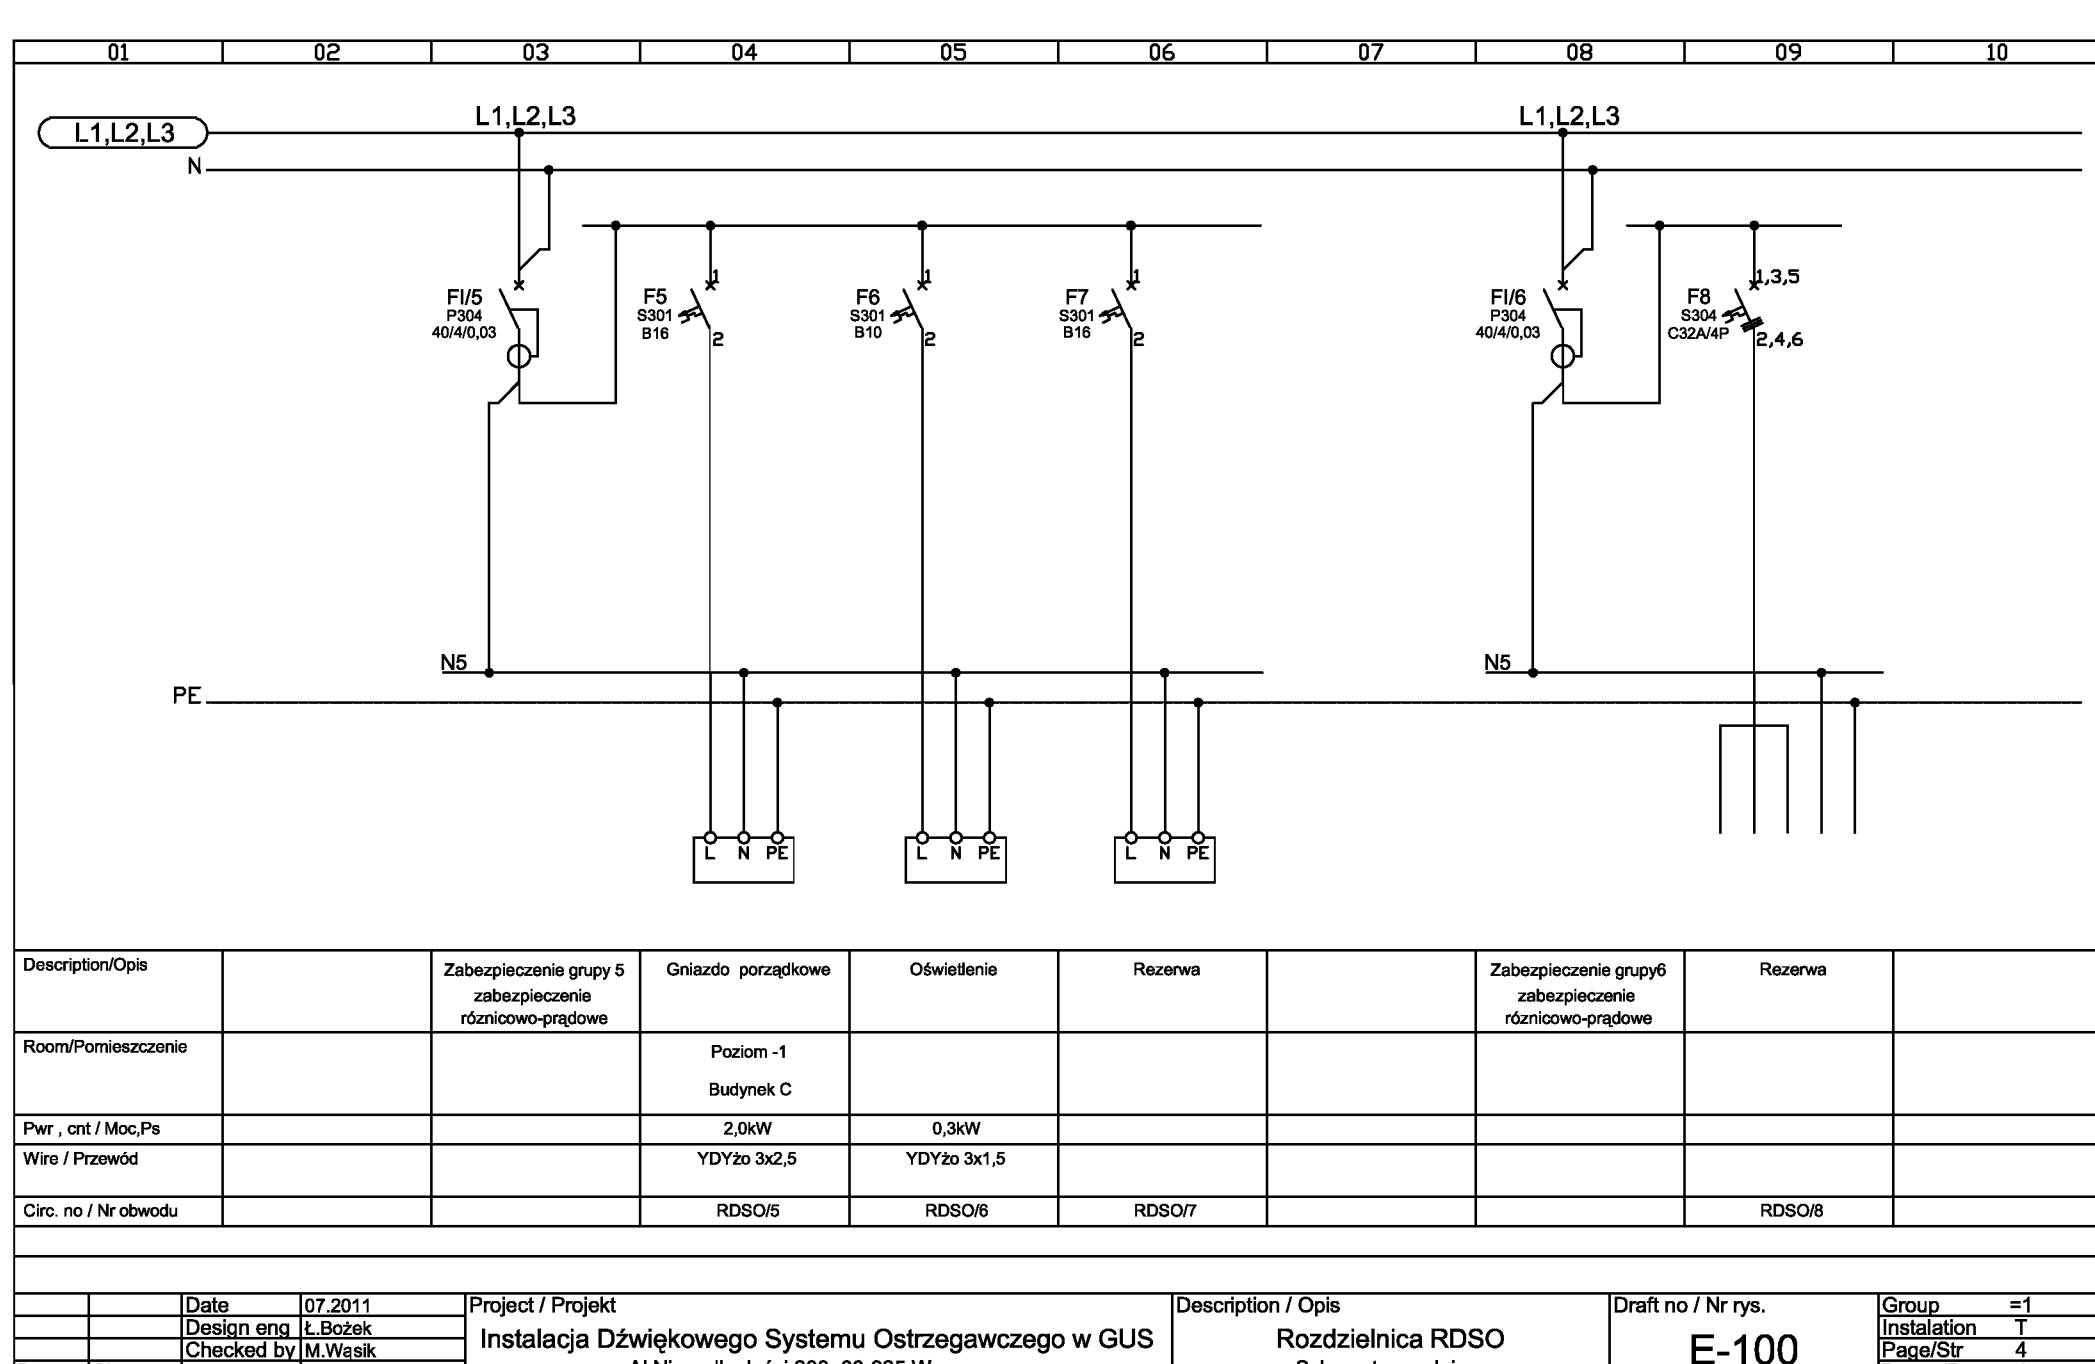 01 02 03 04 05 06 07 08 09 10
L1,L2,L3 L1,L2,L3
L1,L2,L3
N
FI/5
P304
40/4/0,03
F5
S301
B16
1
2
F6
S301
B10
1
2
F7
S301
B16
1
2
FI/6
P304
40/4/0,03
F8
S304
C32A/4P
1,3,5
2,4,6
N5 N5
PE
L N PE L N PE L N PE
Description/Opis
Zabezpieczenie grupy 5
zabezpieczenie
róznicowo-prądowe
Gniazdo porządkowe
Oświetlenie
Rezerwa
Zabezpieczenie grupy6
zabezpieczenie
róznicowo-prądowe
Rezerwa
Room/Pomieszczenie
Poziom -1
Budynek C
Pwr , cnt / Moc,Ps 2,0kW 0,3kW
Wire / Przewód YDYżo 3x2,5 YDYżo 3x1,5
Circ. no / Nr obwodu RDSO/5 RDSO/6 RDSO/7 RDSO/8
Date 07.2011
Design eng Ł.Bożek
Checked by M.Wąsik
Project / Projekt
Instalacja Dźwiękowego Systemu Ostrzegawczego w GUS
Description / Opis
Rozdzielnica RDSO
Draft no / Nr rys.
E-100
Group =1
Instalation T
Page/Str 4